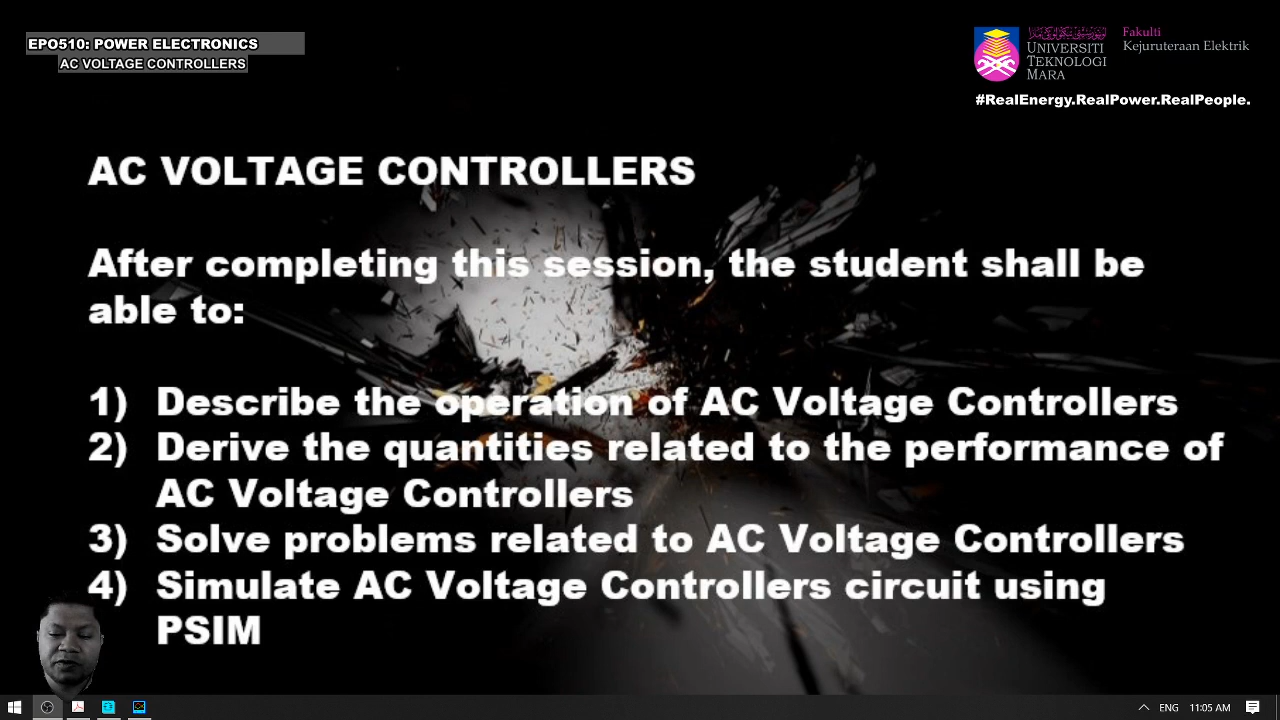 EPO510: POWER ELECTRONICS
AC VOLTAGE CONTROLLERS
UNIVERSITI
TEKNOLOGI
MARA
Fakulti
Kejuruteraan Elektrik
#RealEnergy.RealPower.RealPeople.
AC VOLTAGE CONTROLLERS
After completing this session, the student shall be
able to:
1) Describe the operation of AC Voltage Controllers
2) Derive the quantities related to the performance of
AC Voltage Controllers
3) Solve problems related to AC Voltage Controllers
4) Simulate AC Voltage Controllers circuit using
PSIM
ENG 11:05 AM